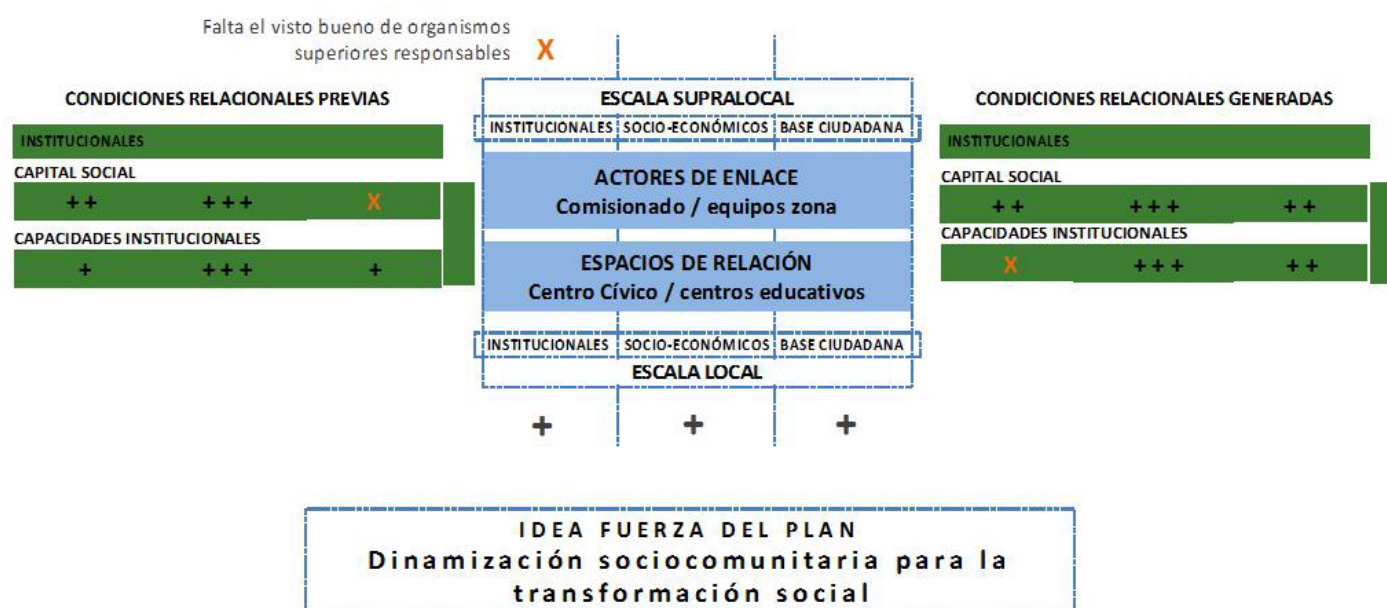 Falta el visto bueno de organismos
superiores responsables X
CONDICIONES RELACIONALES PREVIAS
INSTITUCIONALES
CAPITAL SOCIAL
++ +++ X
CAPACIDADES INSTITUCIONALES
+ +++ +
ESCALA SUPRALOCAL
INSTITUCIONALES SOCIO-ECONÓMICOS BASE CIUDADANA
ACTORES DE ENLACE
Comisionado / equipos zona
ESPACIOS DE RELACIÓN
Centro Cívico / centros educativos
INSTITUCIONALES SOCIO-ECONÓMICOS BASE CIUDADANA
ESCALA LOCAL
+ + +
CONDICIONES RELACIONALES GENERADAS
INSTITUCIONALES
CAPITAL SOCIAL
++ +++ ++
CAPACIDADES INSTITUCIONALES
X +++ ++
IDEA FUERZA DEL PLAN
Dinamización sociocomunitaria para la
transformación social